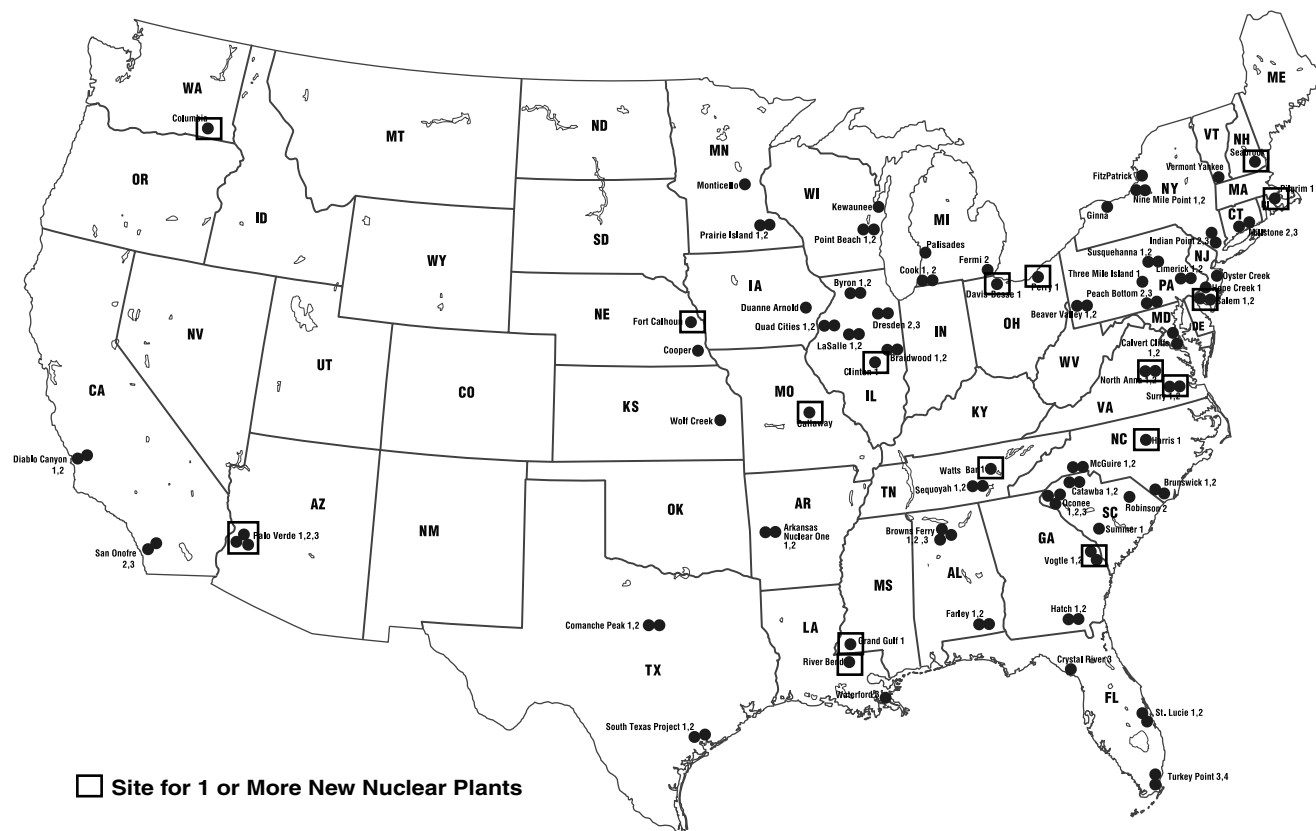 ME
WA
Columbia
MT
ND
MN
VT
NH
Seabrook
OR
ID
SD
WI
MI
NY
MA
CT
FitzPatrick
Vermont Yankee
Nine Mile Point 1,2
Pilgrim 1
Monticello
Kewaunee
Ginna
Millstone 2,3
Prairie Island 1,2
Point Beach 1,2
Palisades
Indian Point 2,3
WY
Fermi 2
Susquehanna 1,2
NJ
Cook 1, 2
Davis-Besse 1
Perry 1
Three Mile Island 1
Limerick 1,2
Oyster Creek
IA
Byron 1,2
PA
Hope Creek 1
NE
Duanne Arnold
Peach Bottom 2,3
Salem 1,2
NV
Fort Calhoun
Quad Cities 1,2
Dresden 2,3
IN
OH
Beaver Valley 1,2
MD
DE
UT
Cooper
LaSalle 1,2
Braidwood 1,2
WV
Calvert Cliffs
1,2
CA
CO
Clinton 1
North Anna 1,2
KS
MO
IL
Surry 1,2
Wolf Creek
Callaway
KY
VA
Diablo Canyon
1,2
NC
Harris 1
Watts Bar 1
McGuire 1,2
TN
Sequoyah 1,2
Catawba 1,2
Brunswick 1,2
AZ
NM
OK
AR
Oconee
1,2,3
Robinson 2
SC
San Onofre
2,3
Palo Verde 1,2,3
Arkansas
Nuclear One
1,2
Browns Ferry
1,2 ,3
GA
Summer 1
Vogtle 1,2
MS
AL
Comanche Peak 1,2
LA
Farley 1,2
Hatch 1,2
Grand Gulf 1
TX
River Bend
Crystal River 3
Waterford 3
FL
South Texas Project 1,2
St. Lucie 1,2
Turkey Point 3,4
Site for 1 or More New Nuclear Plants